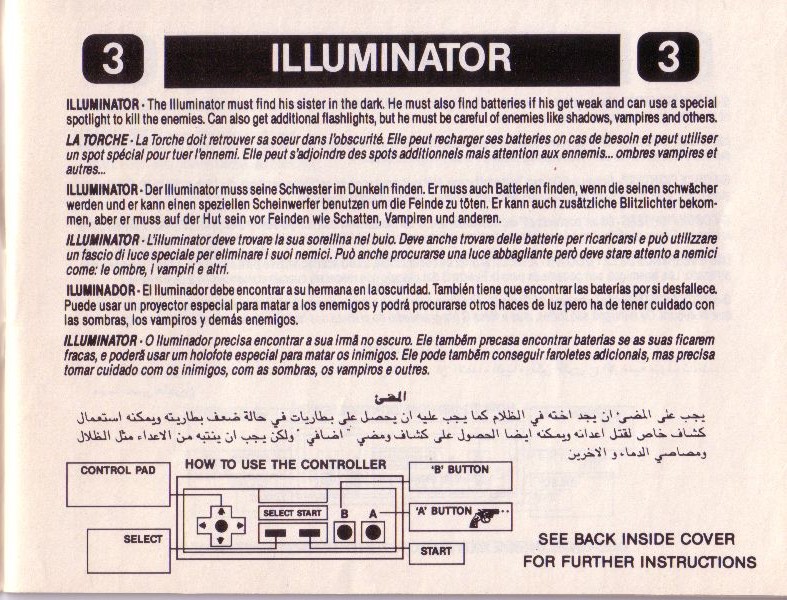 3 ILLUMINATOR 3
ILLUMINATOR - The Illuminator must find his sister in the dark. He must also find batteries if his get weak and can use a special
spotlight to kill the enemies. Can also get additional flashlights, but he must be careful of enemies like shadows, vampires and others.
LA TORCHE - La Torche doit retrouver sa soeur dans l'obscurité. Elle peut recharger ses batteries on cas de besoin et peut utiliser
un spot spécial pour tuer l'ennemi. Elle peut s'adjoindre des spots additionnels mais attention aux ennemis... ombres vampires et
autres...
ILLUMINATOR - Der Illuminator muss seine Schwester im Dunkeln finden. Er muss auch Batterien finden, wenn die seinen schwächer
werden und er kann einen speziellen Scheinwerfer benutzen um die Feinde zu töten. Er kann auch zusätzliche Blitzlichter bekom-
men, aber er muss auf der Hut sein vor Feinden wie Schatten, Vampiren und anderen.
ILLUMINATOR - L'illuminator deve trovare la sua sorellina nel buio. Deve anche trovare delle batterie per ricaricarsi e può utilizzare
un fascio di luce speciale per eliminare i suoi nemici. Può anche procurarse una luce abbagliante però deve stare attento a nemici
come: le ombre, i vampiri e altri.
ILUMINADOR - El Iluminador debe encontrar a su hermana en la oscuridad. También tiene que encontrar las baterías por si desfallece.
Puede usar un proyector especial para matar a los enemigos y podrá procurarse otros haces de luz pero ha de tener cuidado con
las sombras, los vampiros y demás enemigos.
ILLUMINATOR - O Iluminador precisa encontrar a sua irmã no escuro. Ele também precasa encontrar baterias se as suas ficarem
fracas, e poderá usar um holofote especial para matar os inimigos. Ele pode também conseguir faroletes adicionais, mas precisa
tomar cuidado com os inimigos, com as sombras, os vampiros e outres.
المضئ
يجب على المضىء ان يجد اخته في الظلام كما يجب عليه ان يحصل على بطاريات في حالة ضعف بطاريته ويمكنه استعمال
كشاف خاص لقتل اعدائه ويمكنه ايضا الحصول على كشاف ومضي " اضافي " ولكن يجب ان ينتبه من الاعداء مثل الظلال
ومصاصي الدماء و الاخرين
HOW TO USE THE CONTROLLER
CONTROL PAD
'B' BUTTON
SELECT START B A
'A' BUTTON
SELECT
START
SEE BACK INSIDE COVER
FOR FURTHER INSTRUCTIONS